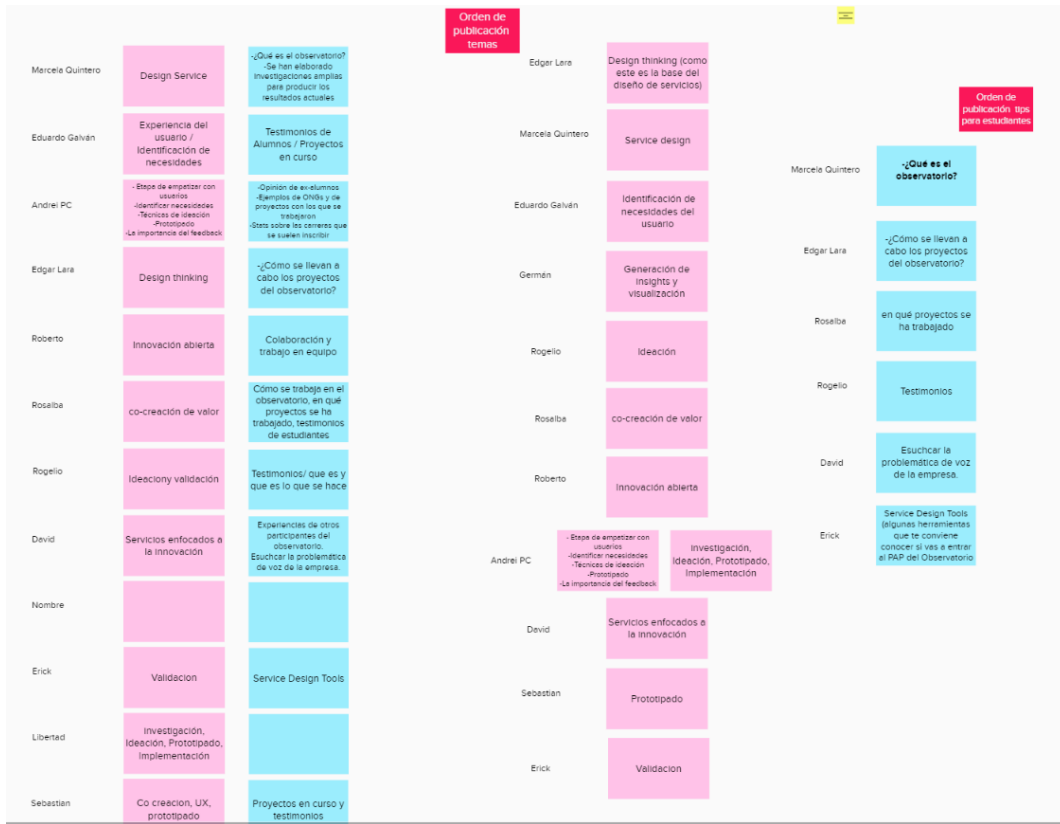 Marcela Quintero
Design Service
-¿Qué es el observatorio?
-Se han elaborado
investigaciones amplias
para producir los
resultados actuales
Eduardo Galván
Experiencia del
usuario /
Identificación de
necesidades
Testimonios de
Alumnos / Proyectos
en curso
Andrei PC
- Etapa de empatizar con
usuarios
-Identificar necesidades
-Técnicas de ideación
-Prototipado
-La importancia del feedback
-Opinión de ex-alumnos
-Ejemplos de ONGs y de
proyectos con los que se
trabajaron
-Stats sobre las carreras que
se suelen inscribir
Edgar Lara
Design thinking
-¿Cómo se llevan a
cabo los proyectos
del observatorio?
Roberto
Innovación abierta
Colaboración y
trabajo en equipo
Rosalba
co-creación de valor
Cómo se trabaja en el
observatorio, en qué
proyectos se ha
trabajado, testimonios
de estudiantes
Rogelio
Ideaciony validación
Testimonios/ que es y
que es lo que se hace
David
Servicios enfocados a
la innovación
Experiencias de otros
participantes del
observatorio.
Esuchcar la problemática
de voz de la empresa.
Nombre
Erick
Validacion
Service Design Tools
Libertad
Investigación,
Ideación, Prototipado,
Implementación
Sebastian
Co creacion, UX,
prototipado
Proyectos en curso y
testimonios
Orden de
publicación
temas
Edgar Lara
Design thinking (como
este es la base del
diseño de servicios)
Marcela Quintero
Service design
Eduardo Galván
Identificación de
necesidades del
usuario
Germán
Generación de
insights y
visualización
Rogelio
Ideación
Rosalba
co-creación de valor
Roberto
Innovación abierta
Andrei PC
- Etapa de empatizar con
usuarios
-Identificar necesidades
-Técnicas de ideación
-Prototipado
-La importancia del feedback
Investigación,
Ideación, Prototipado,
Implementación
David
Servicios enfocados a
la innovación
Sebastian
Prototipado
Erick
Validacion
Orden de
publicación tips
para estudiantes
Marcela Quintero
-¿Qué es el
observatorio?
Edgar Lara
-¿Cómo se llevan a
cabo los proyectos
del observatorio?
Rosalba
en qué proyectos se
ha trabajado
Rogelio
Testimonios
David
Esuchcar la
problemática de voz
de la empresa.
Erick
Service Design Tools
(algunas herramientas
que te conviene
conocer si vas a entrar
al PAP del Observatorio